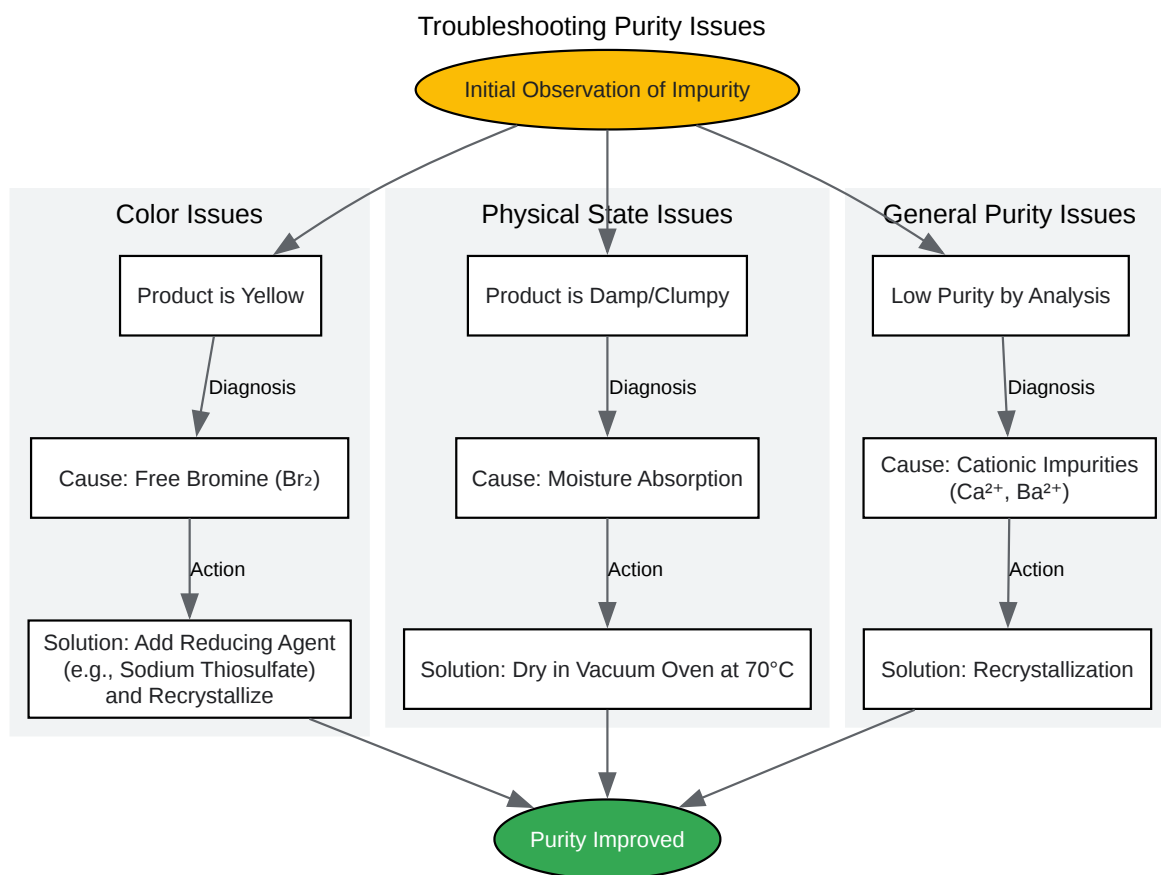 Troubleshooting Purity Issues
Initial Observation of Impurity
Color Issues
Physical State Issues
General Purity Issues
Product is Yellow
Product is Damp/Clumpy
Low Purity by Analysis
Diagnosis
Diagnosis
Diagnosis
Cause: Free Bromine (Br₂)
Cause: Moisture Absorption
Cause: Cationic Impurities
(Ca²⁺, Ba²⁺)
Action
Action
Action
Solution: Add Reducing Agent
(e.g., Sodium Thiosulfate)
and Recrystallize
Solution: Dry in Vacuum Oven at 70°C
Solution: Recrystallization
Purity Improved